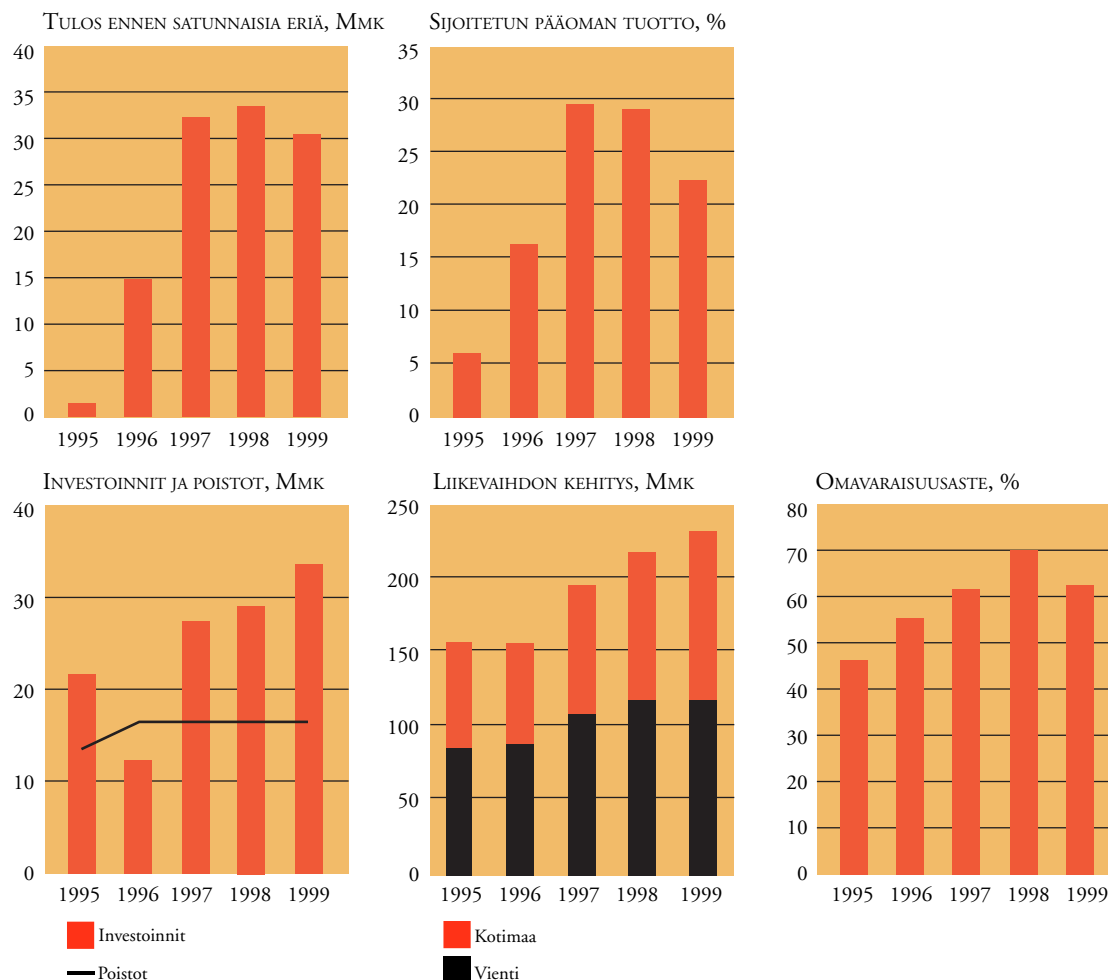 Tulos ennen satunnaisia eriä, Mmk
40
35
30
25
20
15
10
5
0
1995 1996 1997 1998 1999
Sijoitetun pääoman tuotto, %
35
30
25
20
15
10
5
0
1995 1996 1997 1998 1999
Investoinnit ja poistot, Mmk
40
30
20
10
0
1995 1996 1997 1998 1999
Investoinnit
Poistot
Liikevaihdon kehitys, Mmk
250
200
150
100
50
0
1995 1996 1997 1998 1999
Kotimaa
Vienti
Omavaraisuusaste, %
80
70
60
50
40
30
20
10
0
1995 1996 1997 1998 1999